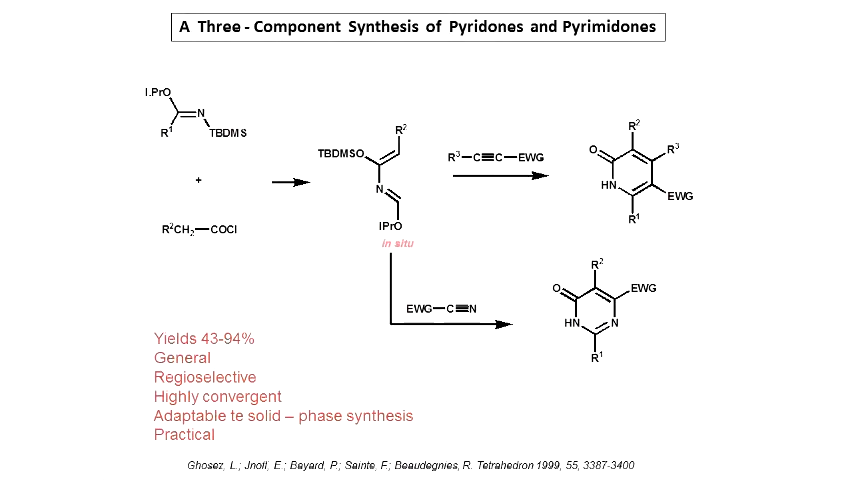 A Three - Component Synthesis of Pyridones and Pyrimidones
I.PrO
N
R¹
TBDMS
+
R²CH₂—COCl
R²
TBDMSO
N
IPrO
in situ
R³—C≡C—EWG
R²
O
R³
HN
EWG
R¹
EWG—C≡N
R²
O
EWG
HN
N
R¹
Yields 43-94%
General
Regioselective
Highly convergent
Adaptable te solid – phase synthesis
Practical
Ghosez, L.; Jnoff, E.; Bayard, P.; Sainte, F.; Beaudegnies, R. Tetrahedron 1999, 55, 3387-3400